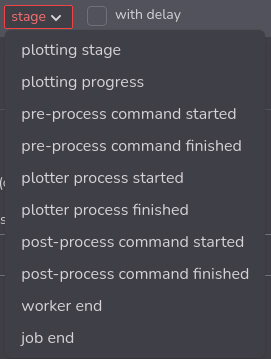 stage
with delay
plotting stage
plotting progress
pre-process command started
pre-process command finished
plotter process started
plotter process finished
post-process command started
post-process command finished
worker end
job end